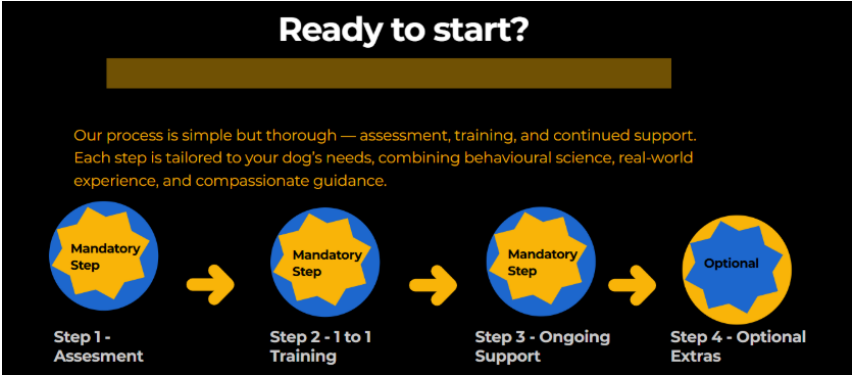 Ready to start?
Our process is simple but thorough — assessment, training, and continued support.
Each step is tailored to your dog's needs, combining behavioural science, real-world
experience, and compassionate guidance.
Mandatory
Step
Mandatory
Step
Mandatory
Step
Optional
Step 1 -
Assesment
Step 2 - 1 to 1
Training
Step 3 - Ongoing
Support
Step 4 - Optional
Extras